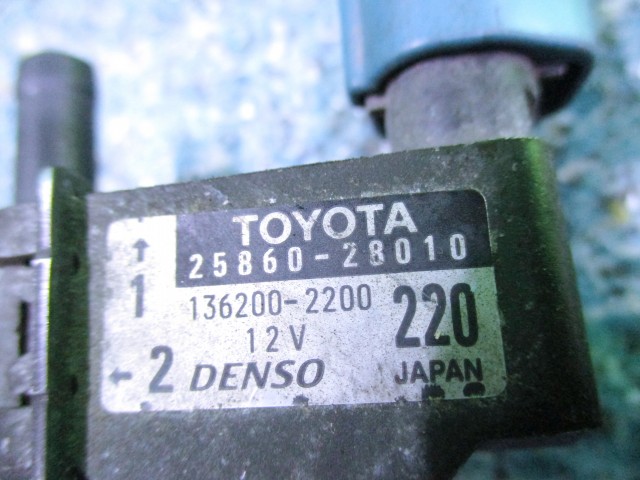 TOYOTA
25860-28010
↑
1
136200-2200
12V
220
←2
DENSO
JAPAN